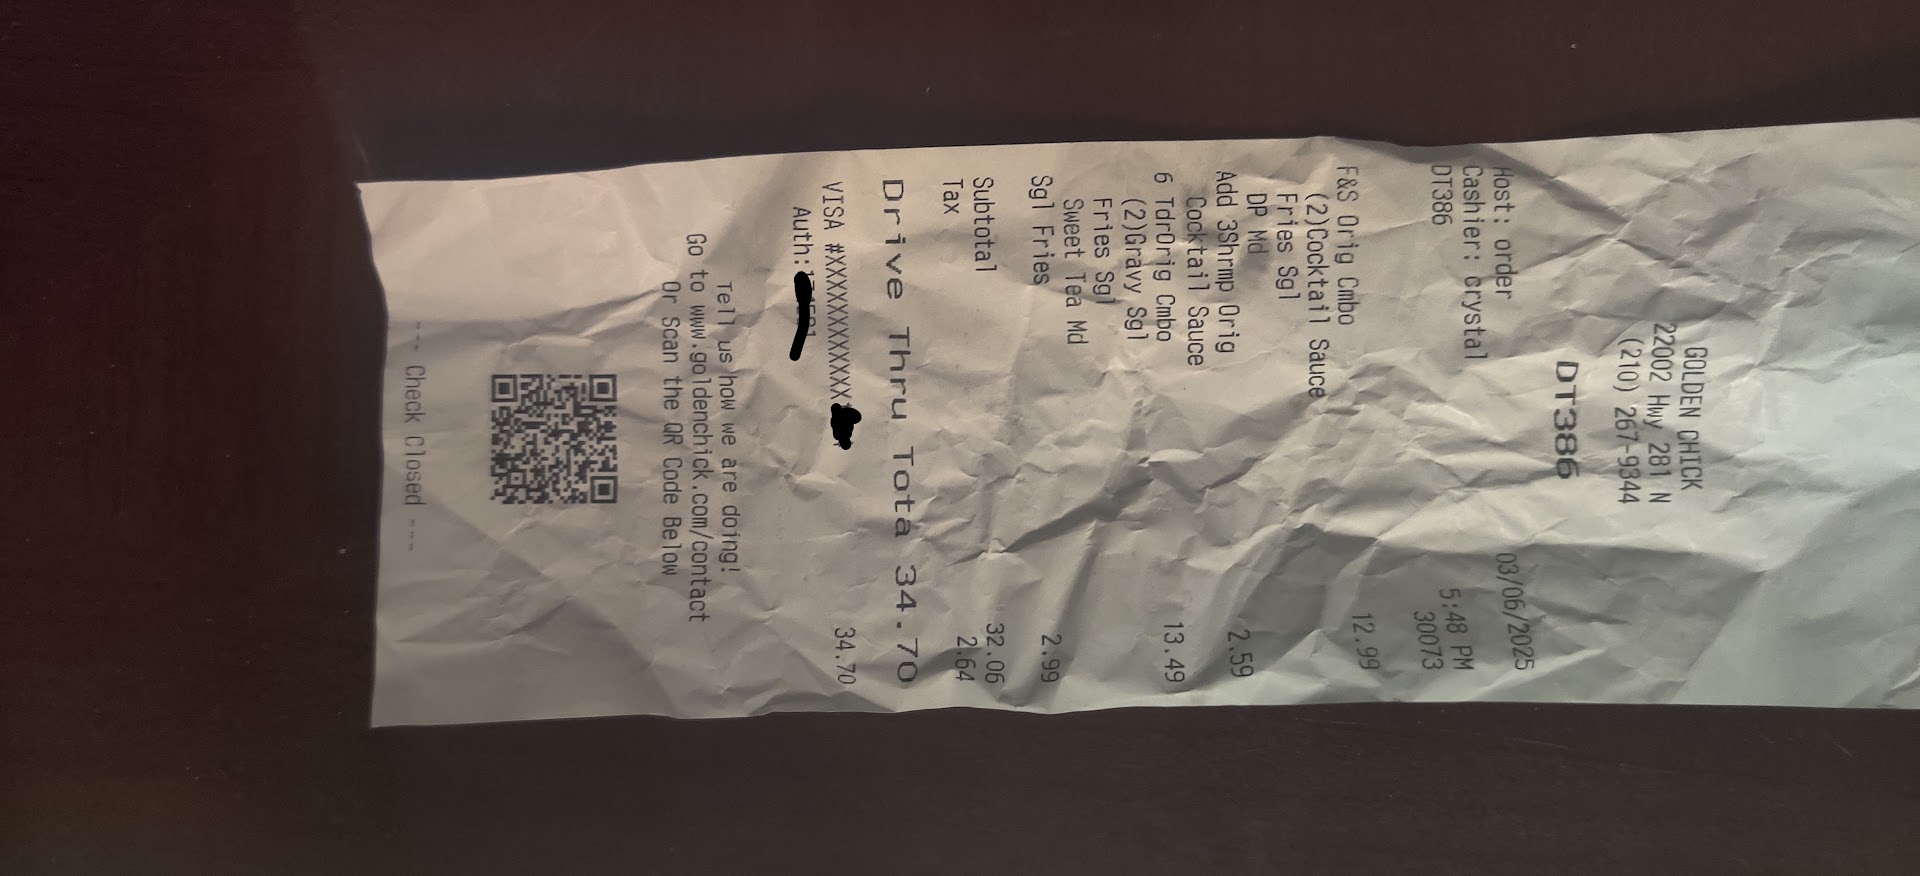 GOLDEN CHICK
22002 Hwy 281 N
(210) 267-9344
DT386
Host: order 03/06/2025
Cashier: crystal 5:48 PM
DT386 30073
F&S Orig Cmbo 12.99
(2)Cocktail Sauce
Fries Sgl
DP Md
Add 3Shrmp Orig 2.59
Cocktail Sauce
6 TdrOrig Cmbo 13.49
(2)Gravy Sgl
Fries Sgl
Sweet Tea Md
Sgl Fries 2.99
Subtotal 32.06
Tax 2.64
Drive Thru Tota 34.70
VISA #XXXXXXXXXXXX 34.70
Auth:
Tell us how we are doing!
Go to www.goldenchick.com/contact
Or Scan the QR Code Below
--- Check Closed ---